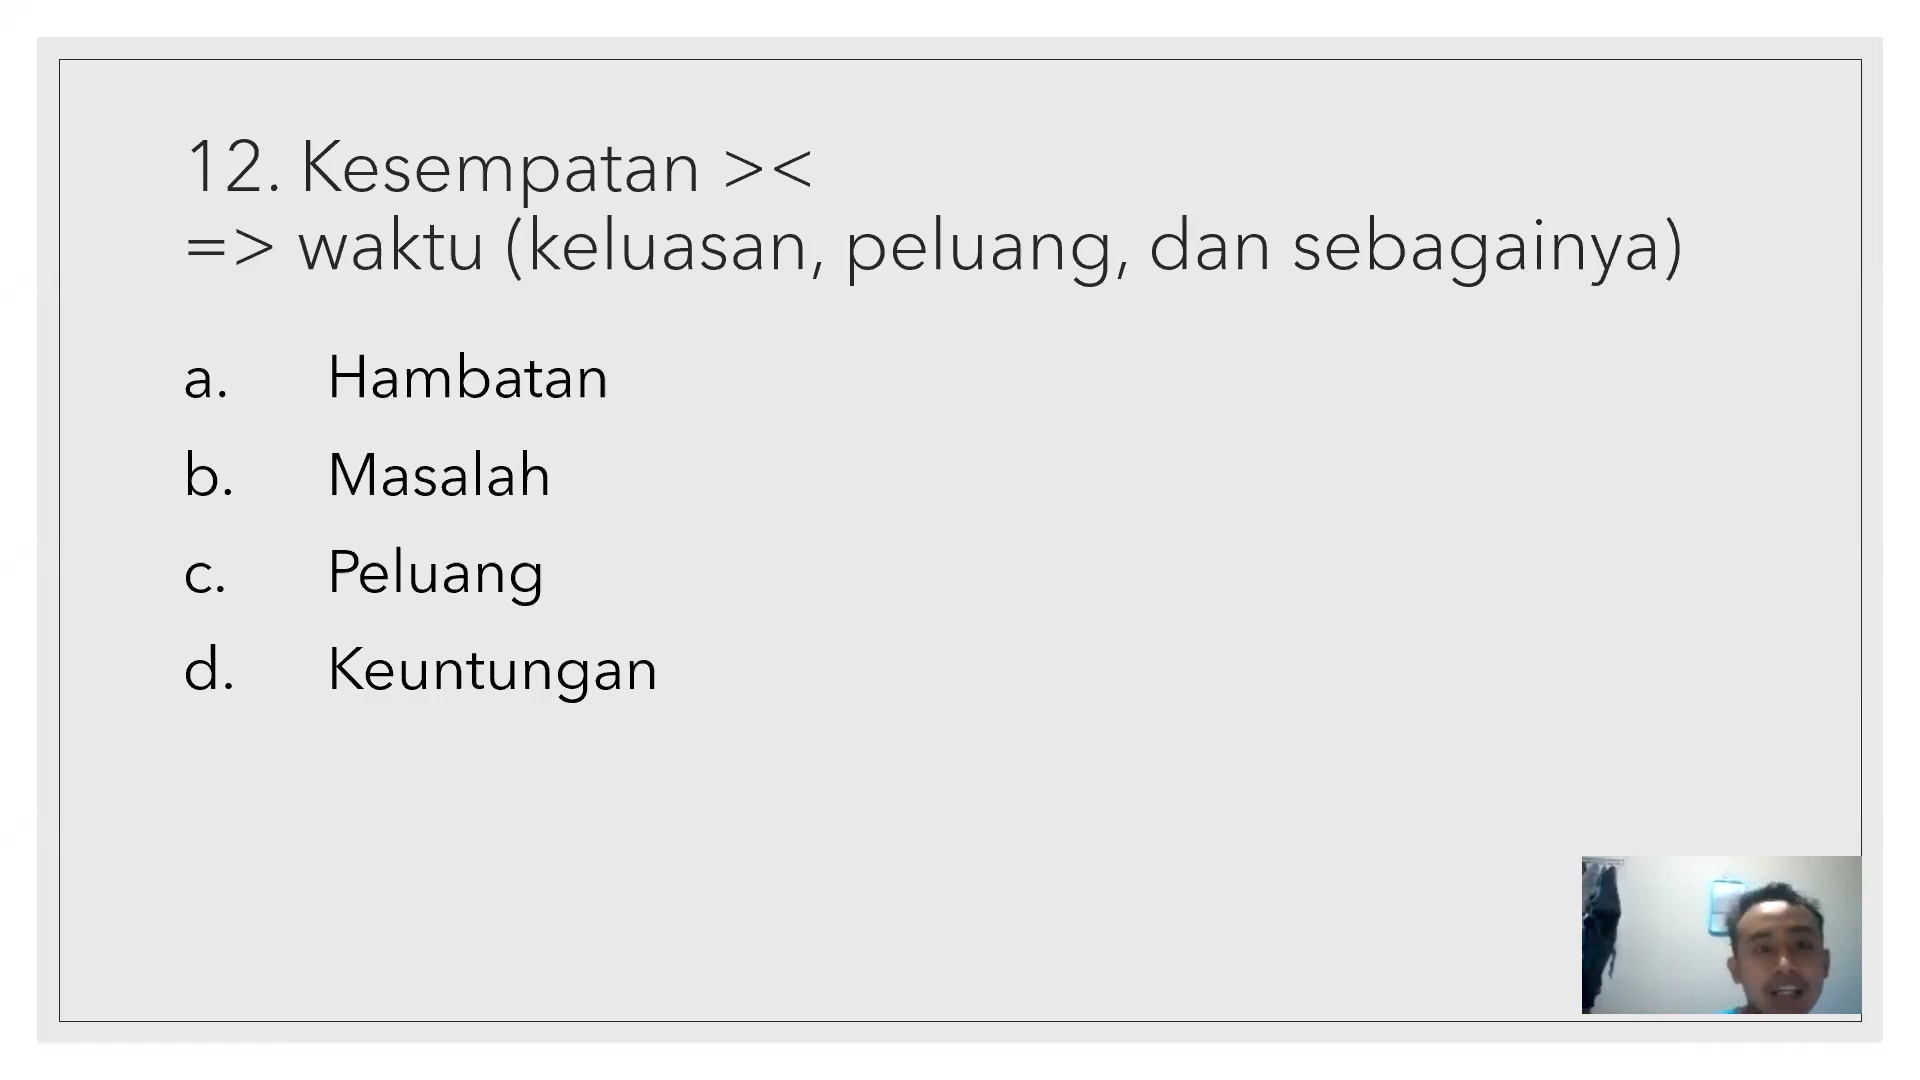 12. Kesempatan ><
=> waktu (keluasan, peluang, dan sebagainya)
a. Hambatan
b. Masalah
c. Peluang
d. Keuntungan